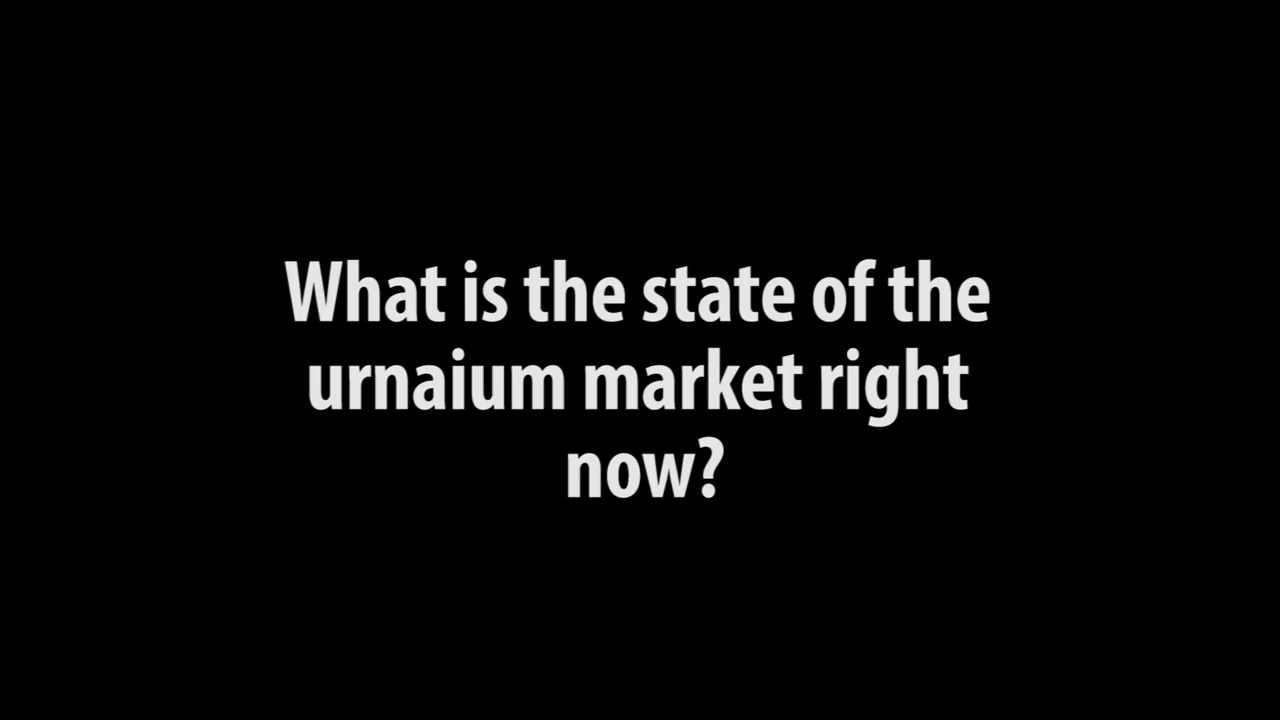 What is the state of the
urnaium market right
now?